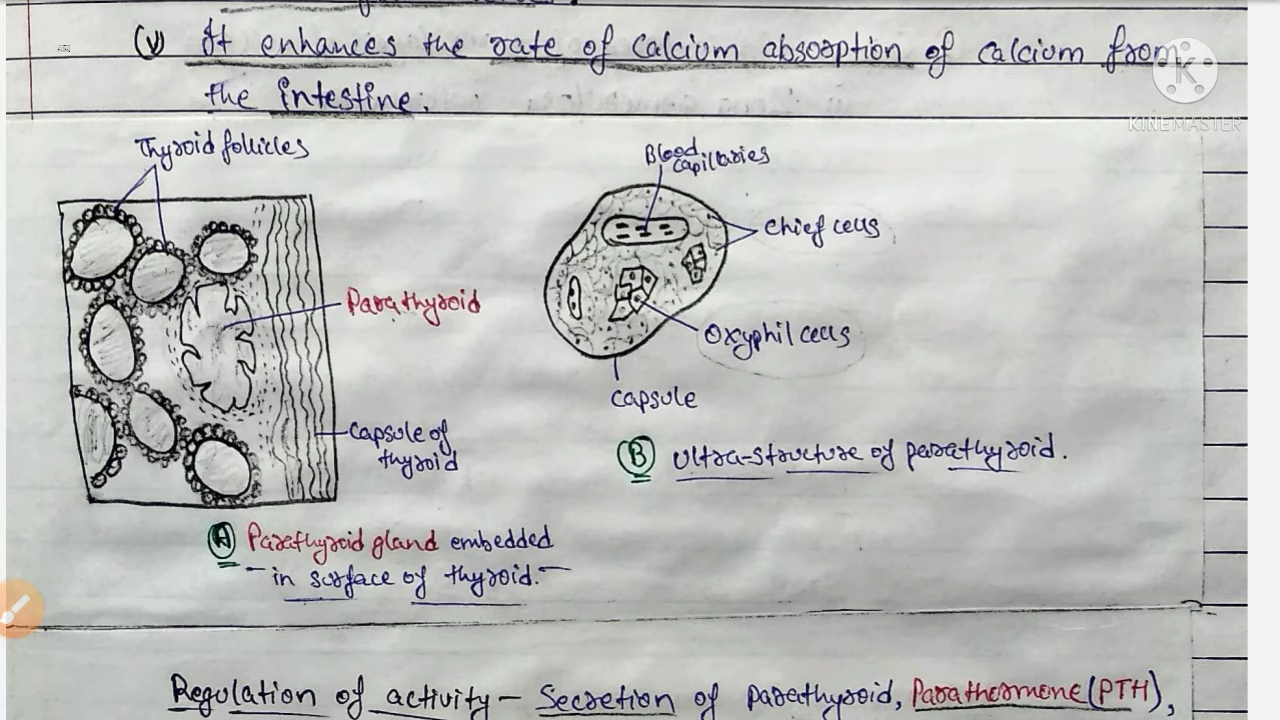 (v) It enhances the rate of calcium absorption of calcium from
the intestine.
KINEMASTER
Thyroid follicles
Blood
capillaries
chief cells
Parathyroid
Oxyphil cells
capsule
capsule of
thyroid
(B) Ultra-structure of parathyroid.
(A) Parathyroid gland embedded
in surface of thyroid.
Regulation of activity - Secretion of parathyroid, Parathormone (PTH),